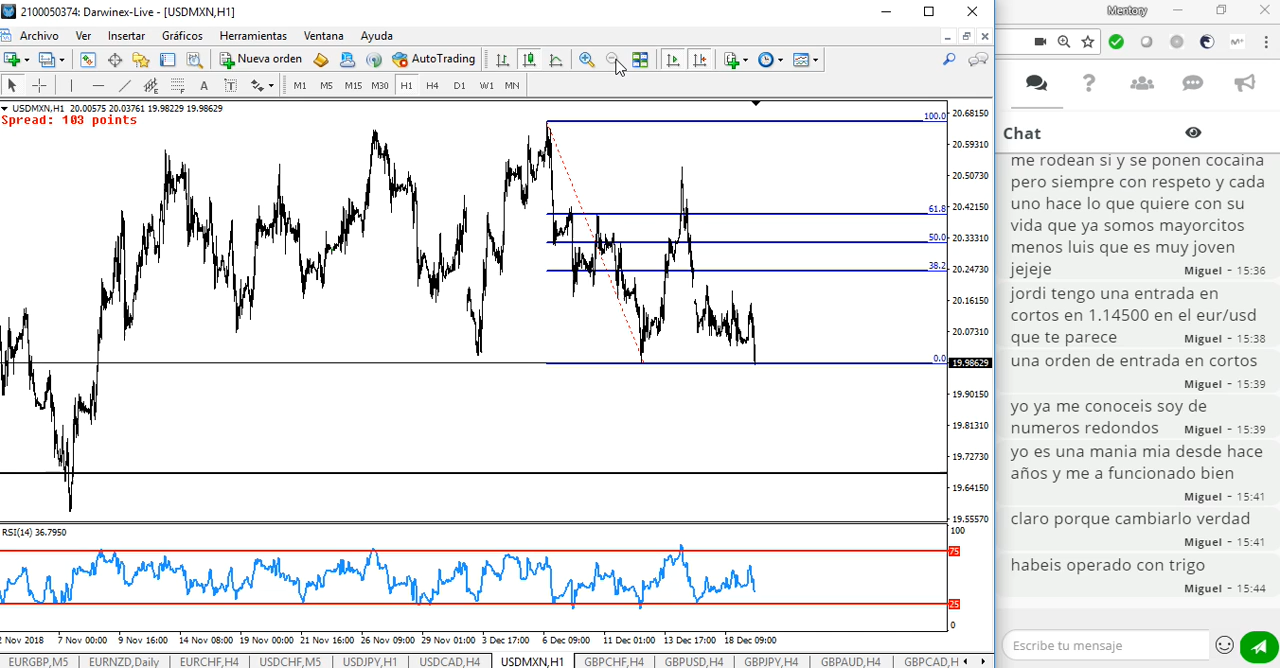 2100050374: Darwinex-Live - [USDMXN,H1]
Archivo Ver Insertar Gráficos Herramientas Ventana Ayuda
Nueva orden AutoTrading
A T M1 M5 M15 M30 H1 H4 D1 W1 MN
USDMXN,H1 20.00575 20.03761 19.98229 19.98629
Spread: 103 points
100.0
61.8
50.0
38.2
0.0
20.68150
20.59310
20.50730
20.42150
20.33310
20.24730
20.16150
20.07310
19.98629
19.90150
19.81310
19.72730
19.64150
19.55570
RSI(14) 36.7950
100
75
25
0
2 Nov 2018 7 Nov 00:00 9 Nov 16:00 14 Nov 08:00 19 Nov 00:00 21 Nov 16:00 26 Nov 09:00 29 Nov 01:00 3 Dec 17:00 6 Dec 09:00 11 Dec 01:00 13 Dec 17:00 18 Dec 09:00
EURGBP,M5 EURNZD,Daily EURCHF,H4 USDCHF,M5 USDJPY,H1 USDCAD,H4 USDMXN,H1 GBPCHF,H4 GBPUSD,H4 GBPJPY,H4 GBPAUD,H4 GBPCAD,H
Mentory
Chat
me rodean si y se ponen cocaina
pero siempre con respeto y cada
uno hace lo que quiere con su
vida que ya somos mayorcitos
menos luis que es muy joven
jejeje Miguel - 15:36
jordi tengo una entrada en
cortos en 1.14500 en el eur/usd
que te parece Miguel - 15:38
una orden de entrada en cortos
Miguel - 15:39
yo ya me conoceis soy de
numeros redondos Miguel - 15:39
yo es una mania mia desde hace
años y me a funcionado bien
Miguel - 15:41
claro porque cambiarlo verdad
Miguel - 15:41
habeis operado con trigo
Miguel - 15:44
Escribe tu mensaje